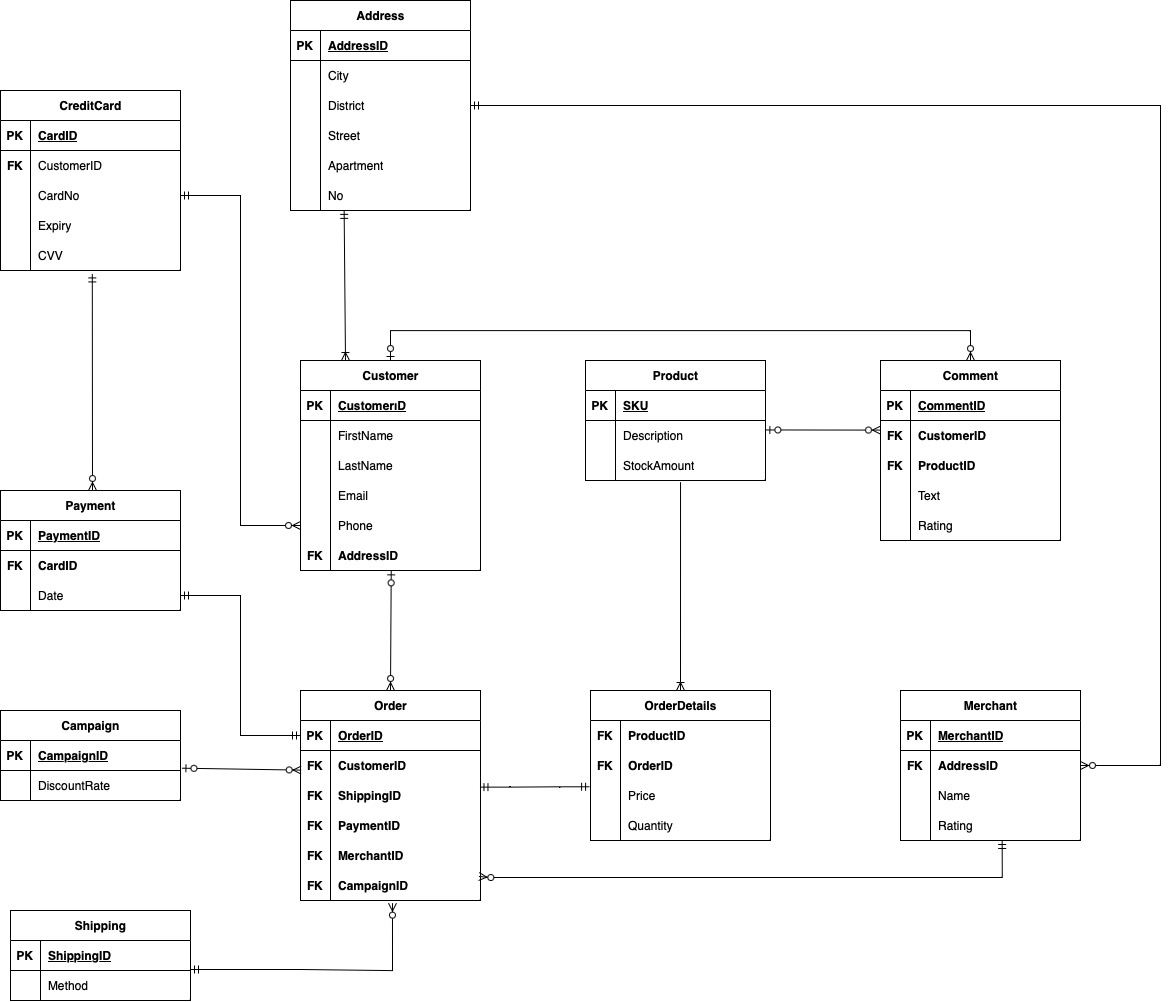 Address
PK AddressID
City
District
Street
Apartment
No
CreditCard
PK CardID
FK CustomerID
CardNo
Expiry
CVV
Customer
PK CustomerID
FirstName
LastName
Email
Phone
FK AddressID
Product
PK SKU
Description
StockAmount
Comment
PK CommentID
FK CustomerID
FK ProductID
Text
Rating
Payment
PK PaymentID
FK CardID
Date
Order
PK OrderID
FK CustomerID
FK ShippingID
FK PaymentID
FK MerchantID
FK CampaignID
OrderDetails
FK ProductID
FK OrderID
Price
Quantity
Merchant
PK MerchantID
FK AddressID
Name
Rating
Campaign
PK CampaignID
DiscountRate
Shipping
PK ShippingID
Method